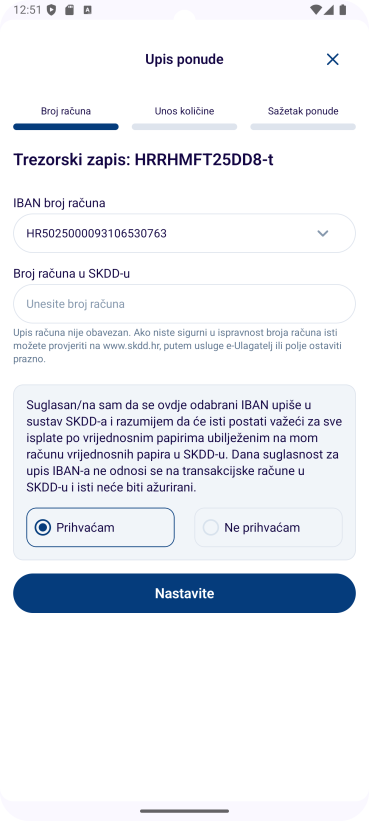 12:51
Upis ponude
Broj računa
Unos količine
Sažetak ponude
Trezorski zapis: HRRHMFT25DD8-t
IBAN broj računa
HR5025000093106530763
Broj računa u SKDD-u
Unesite broj računa
Upis računa nije obavezan. Ako niste sigurni u ispravnost broja računa isti
možete provjeriti na www.skdd.hr, putem usluge e-Ulagatelj ili polje ostaviti
prazno.
Suglasan/na sam da se ovdje odabrani IBAN upiše u
sustav SKDD-a i razumijem da će isti postati važeći za sve
isplate po vrijednosnim papirima ubilježenim na mom
računu vrijednosnih papira u SKDD-u. Dana suglasnost za
upis IBAN-a ne odnosi se na transakcijske račune u
SKDD-u i isti neće biti ažurirani.
Prihvaćam
Ne prihvaćam
Nastavite